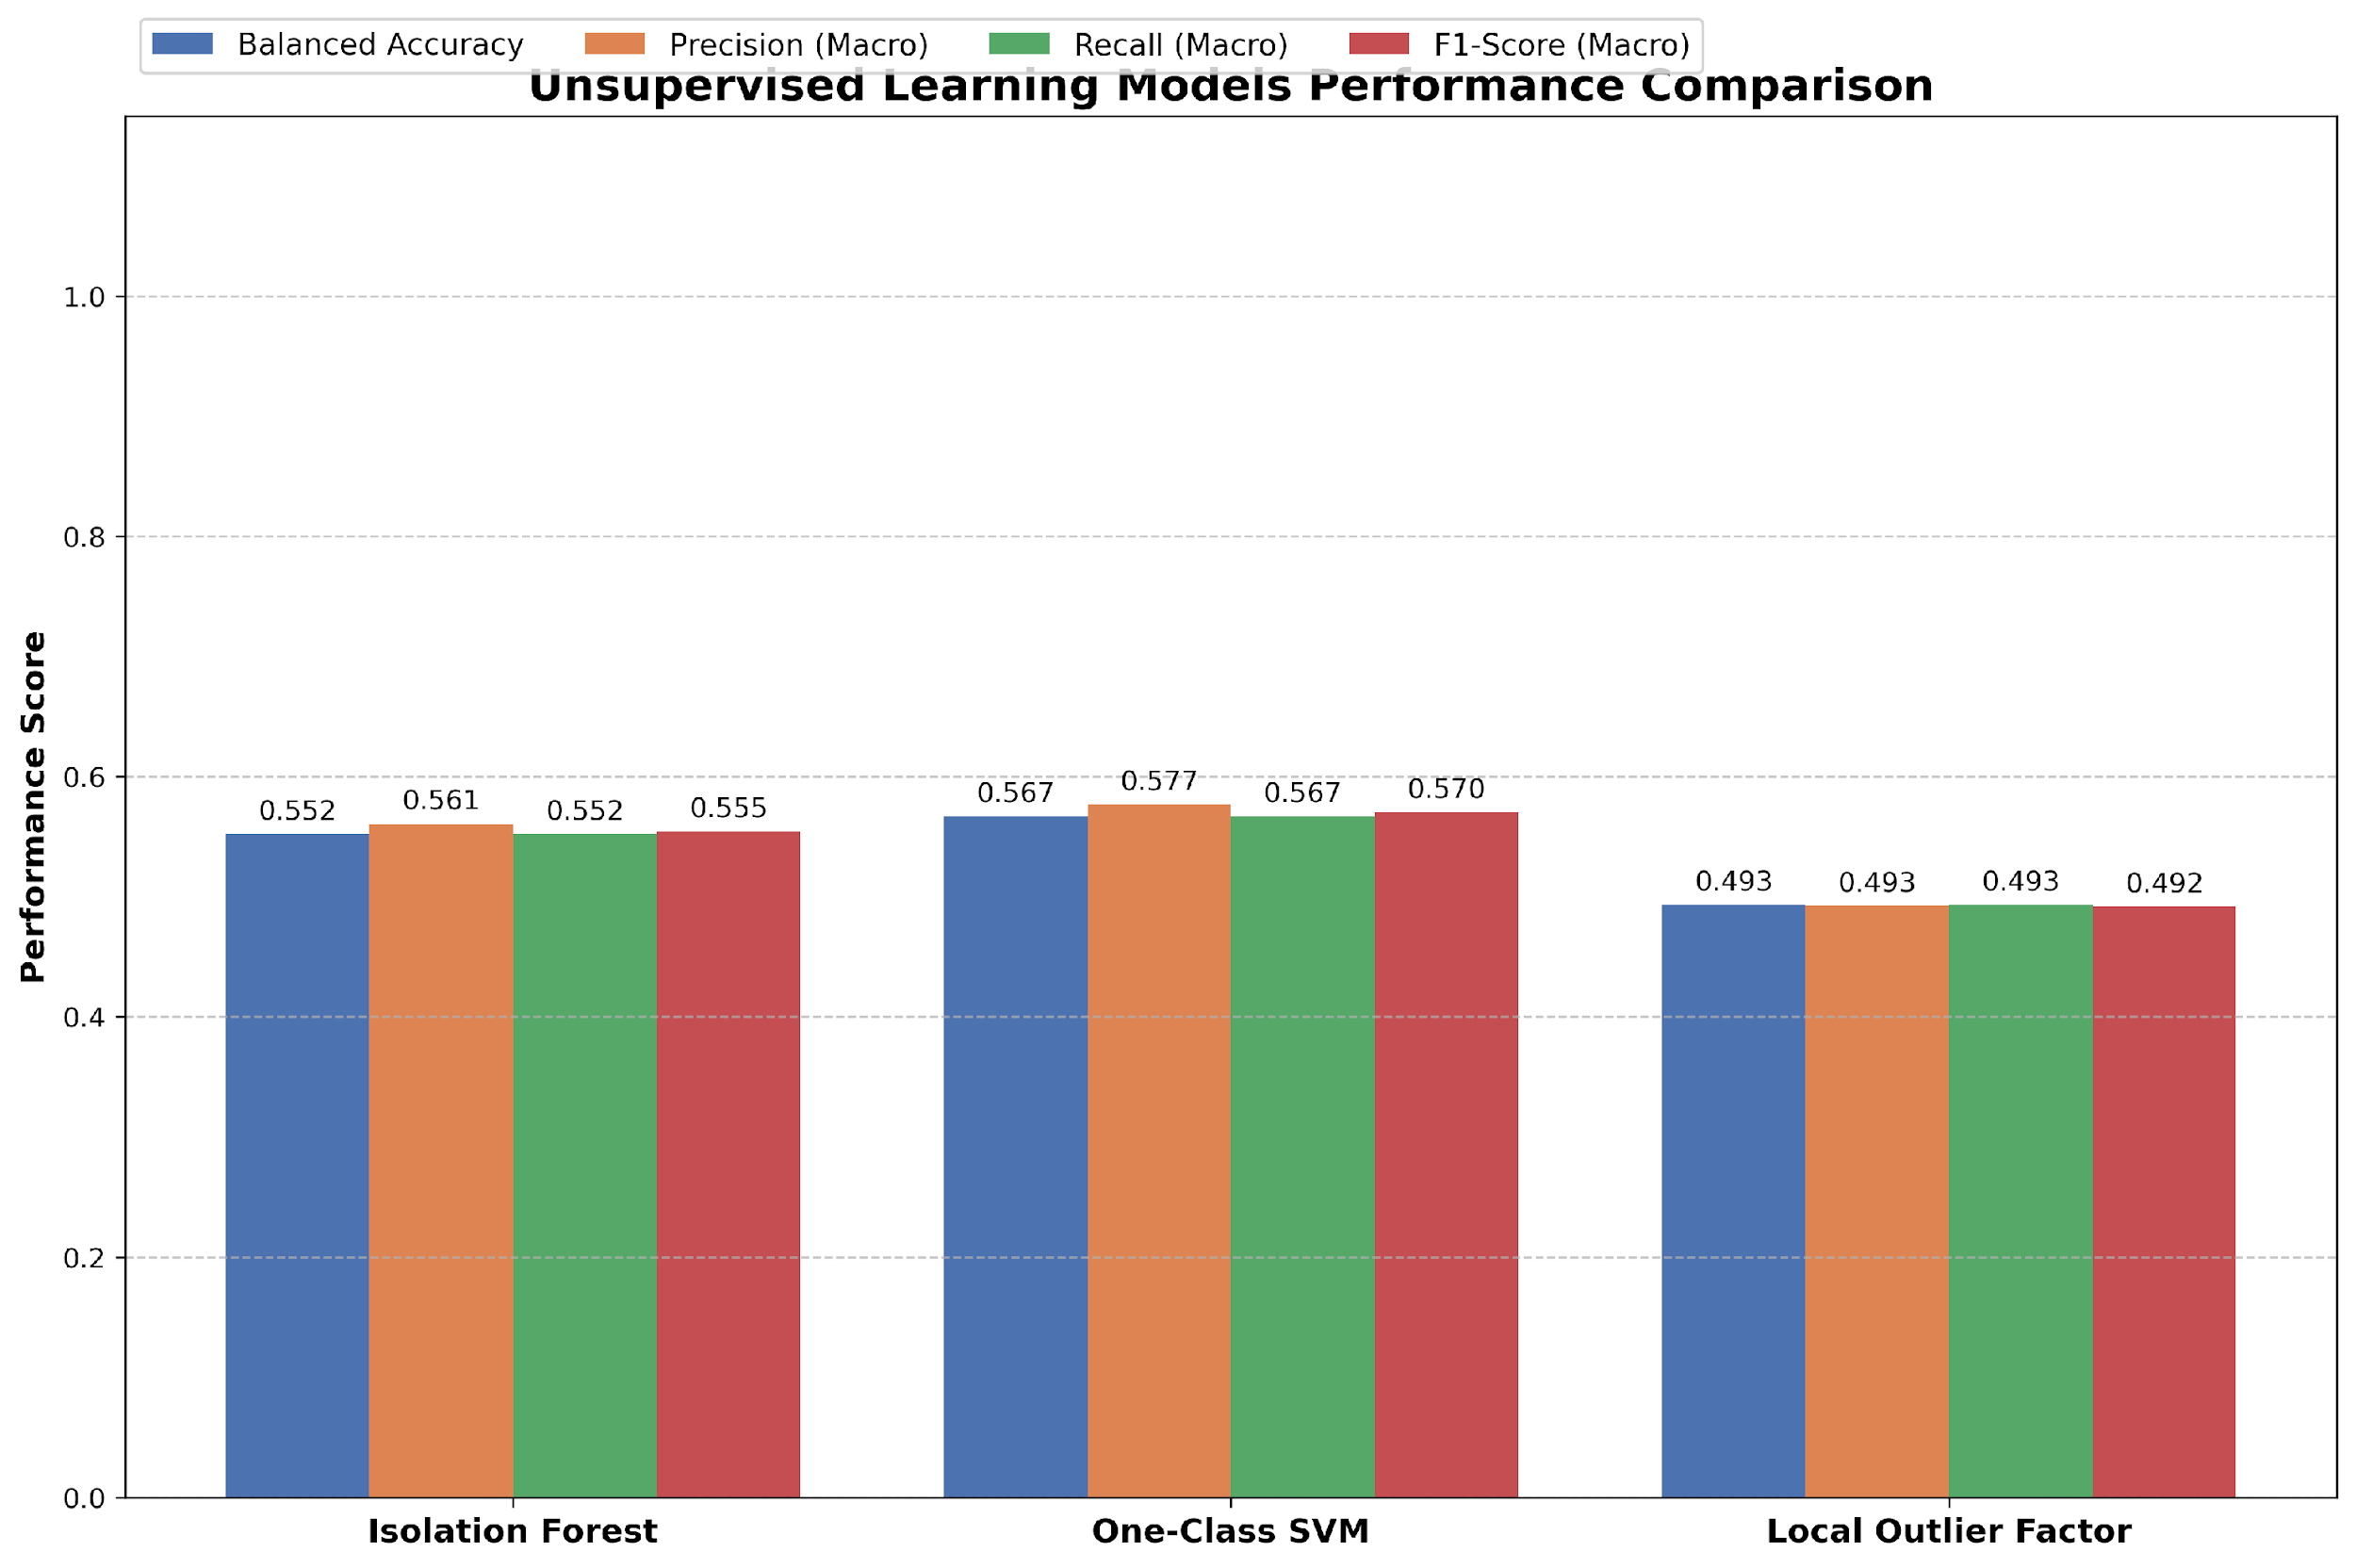 Balanced Accuracy Precision (Macro) Recall (Macro) F1-Score (Macro)
Unsupervised Learning Models Performance Comparison
Performance Score
1.0
0.8
0.6
0.4
0.2
0.0
0.552 0.561 0.552 0.555
0.567 0.577 0.567 0.570
0.493 0.493 0.493 0.492
Isolation Forest One-Class SVM Local Outlier Factor